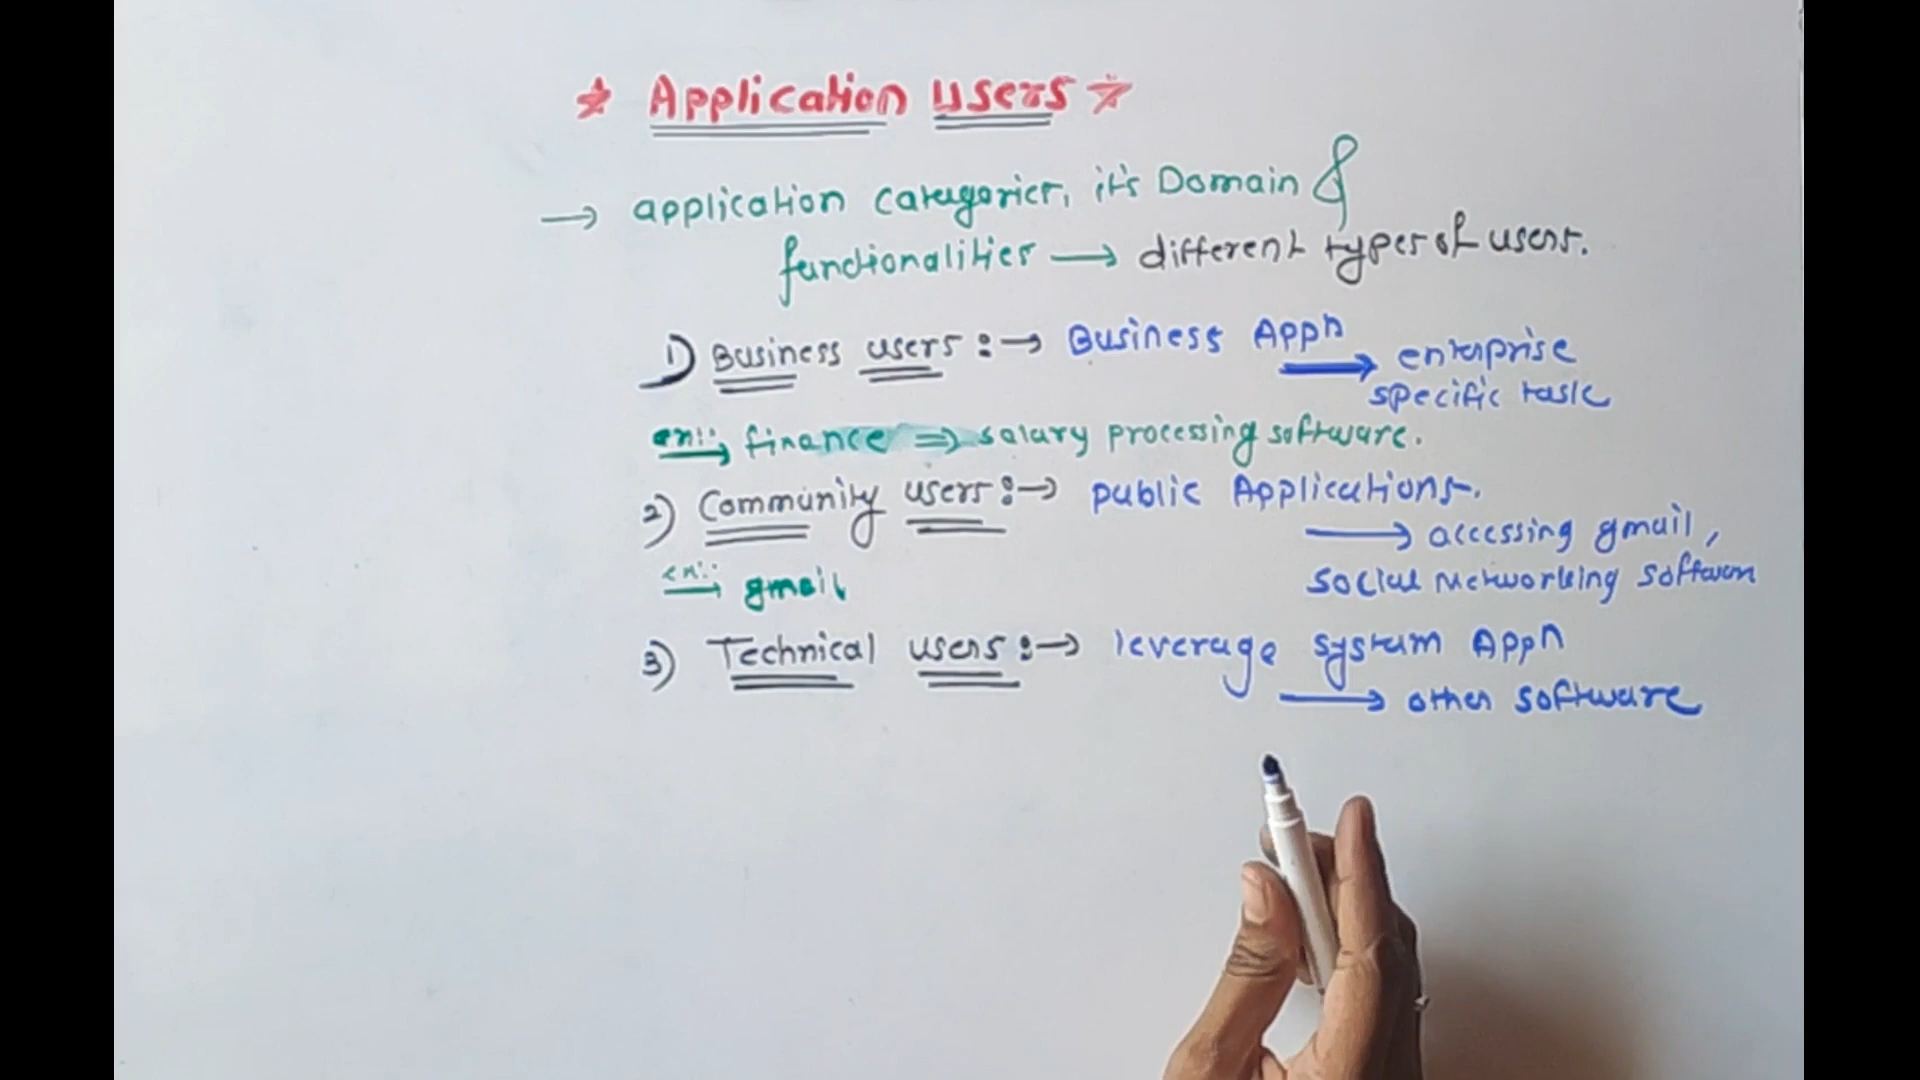 ★ Application users ★
→ application categories, it's Domain &
functionalities → different types of users.
1) Business users :→ Business Appn
→ enterprise
specific task
ex:: finance ⇒ salary processing software.
2) Community users :→ public Applications.
→ accessing gmail,
social networking software
ex:: gmail
3) Technical users :→ leverage system Appn
→ other software